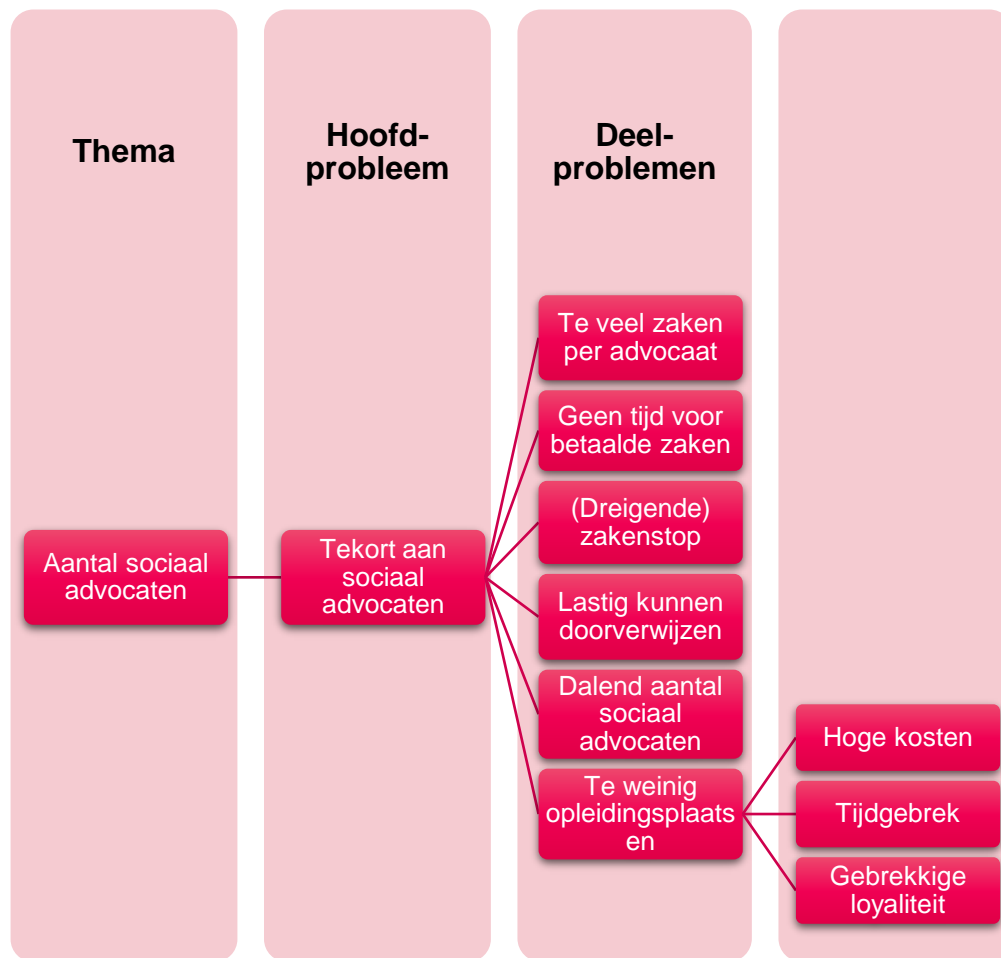 Thema
Hoofd-
probleem
Deel-
problemen
Aantal sociaal
advocaten
Tekort aan
sociaal
advocaten
Te veel zaken
per advocaat
Geen tijd voor
betaalde zaken
(Dreigende)
zakenstop
Lastig kunnen
doorverwijzen
Dalend aantal
sociaal
advocaten
Te weinig
opleidingsplaats
en
Hoge kosten
Tijdgebrek
Gebrekkige
loyaliteit